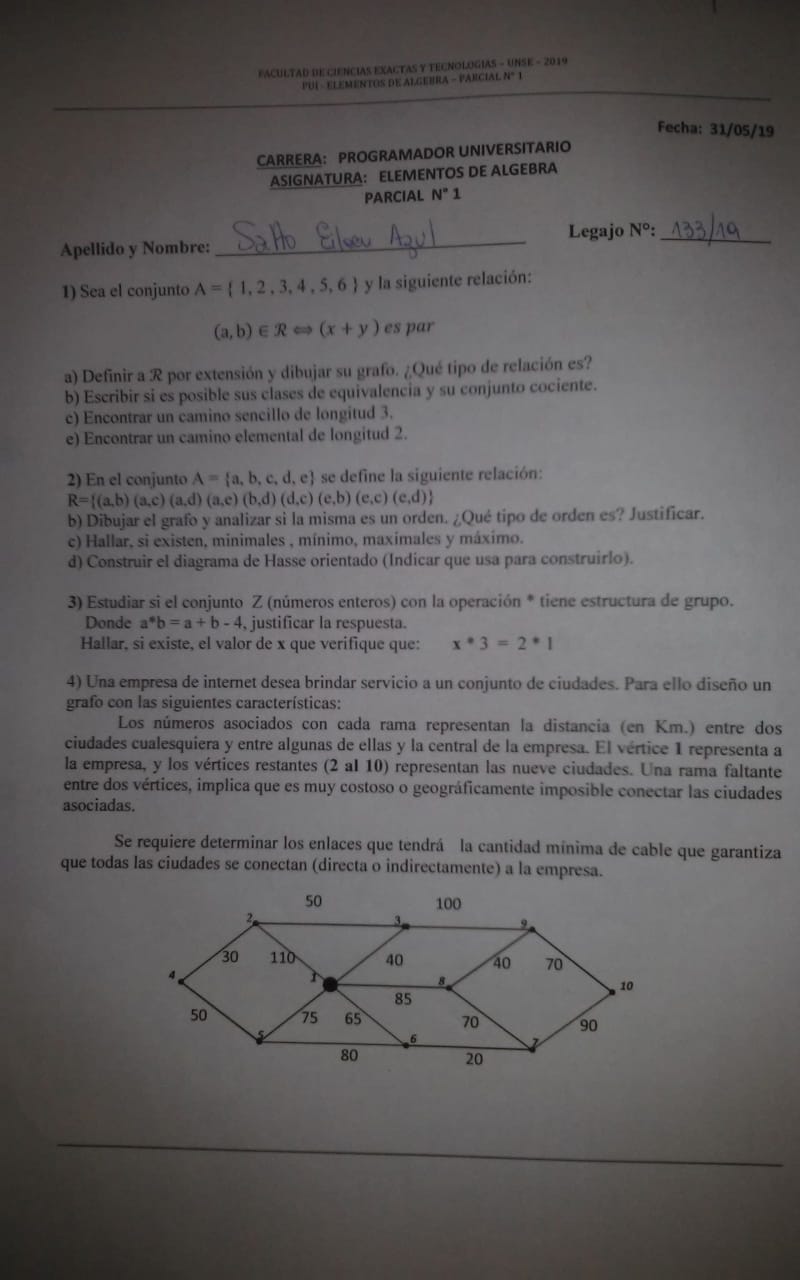 FACULTAD DE CIENCIAS EXACTAS Y TECNOLOGIAS – UNSE – 2019
PUI - ELEMENTOS DE ALGEBRA – PARCIAL N° 1
Fecha: 31/05/19
CARRERA: PROGRAMADOR UNIVERSITARIO
ASIGNATURA: ELEMENTOS DE ALGEBRA
PARCIAL N° 1
Apellido y Nombre: Azul Legajo N°: 133/19
1) Sea el conjunto A = { 1, 2 , 3, 4 , 5, 6 } y la siguiente relación:
(a, b) ∈ ℛ ⟺ (x + y ) es par
a) Definir a ℛ por extensión y dibujar su grafo. ¿Qué tipo de relación es?
b) Escribir si es posible sus clases de equivalencia y su conjunto cociente.
c) Encontrar un camino sencillo de longitud 3.
e) Encontrar un camino elemental de longitud 2.
2) En el conjunto A = {a, b, c, d, e} se define la siguiente relación:
R={(a,b) (a,c) (a,d) (a,e) (b,d) (d,c) (e,b) (e,c) (e,d)}
b) Dibujar el grafo y analizar si la misma es un orden. ¿Qué tipo de orden es? Justificar.
c) Hallar, si existen, minimales , mínimo, maximales y máximo.
d) Construir el diagrama de Hasse orientado (Indicar que usa para construirlo).
3) Estudiar si el conjunto Z (números enteros) con la operación * tiene estructura de grupo.
Donde a*b = a + b - 4, justificar la respuesta.
Hallar, si existe, el valor de x que verifique que: x * 3 = 2 * 1
4) Una empresa de internet desea brindar servicio a un conjunto de ciudades. Para ello diseño un
grafo con las siguientes características:
Los números asociados con cada rama representan la distancia (en Km.) entre dos
ciudades cualesquiera y entre algunas de ellas y la central de la empresa. El vértice 1 representa a
la empresa, y los vértices restantes (2 al 10) representan las nueve ciudades. Una rama faltante
entre dos vértices, implica que es muy costoso o geográficamente imposible conectar las ciudades
asociadas.
Se requiere determinar los enlaces que tendrá la cantidad mínima de cable que garantiza
que todas las ciudades se conectan (directa o indirectamente) a la empresa.
50 100
2 3 9
30 110 40 40 70
4 1 8 10
85
50 75 65 70 90
5 6 7
80 20